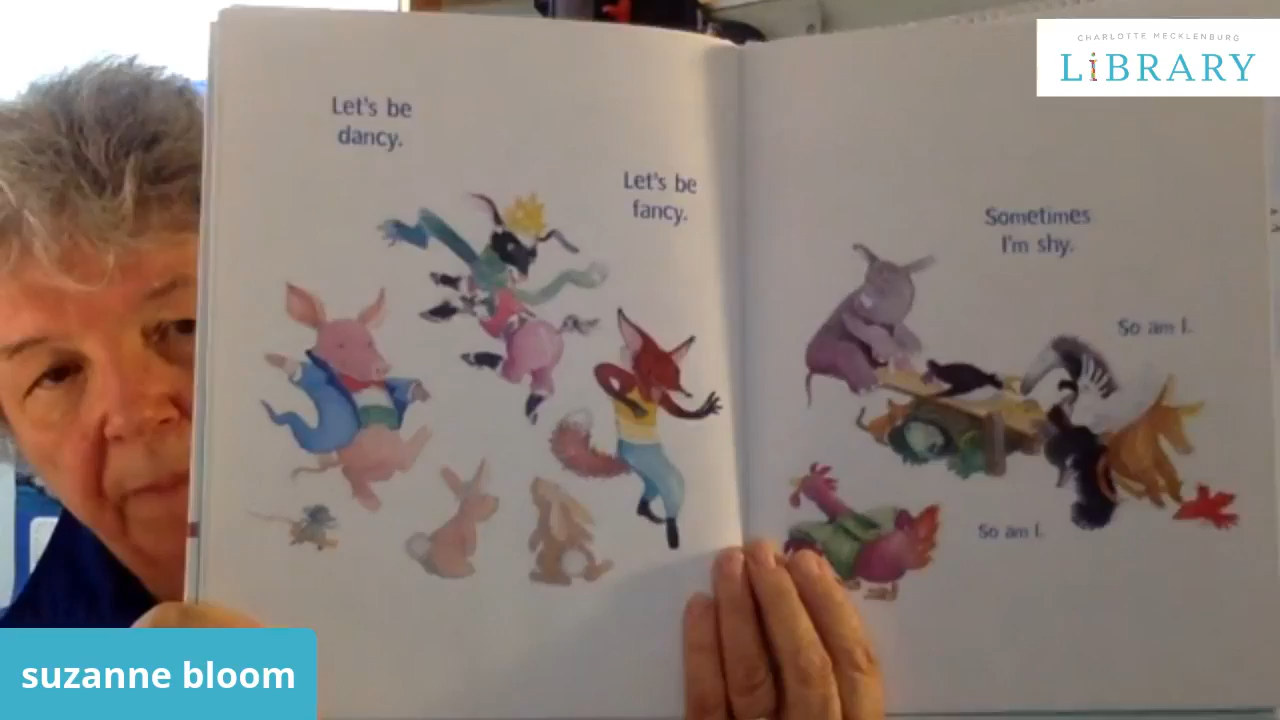 CHARLOTTE MECKLENBURG
LiBRARY
Let's be
dancy.
Let's be
fancy.
Sometimes
I'm shy.
So am I.
So am I.
suzanne bloom